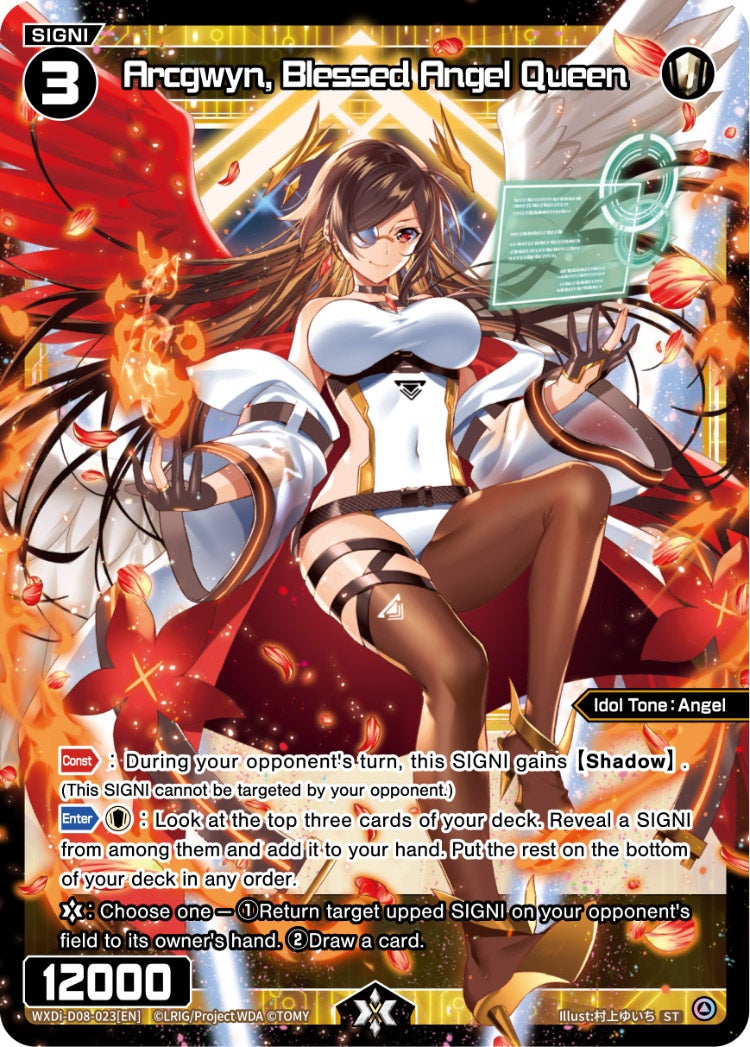 SIGNI
3
Arcgwyn, Blessed Angel Queen
Idol Tone:Angel
Const : During your opponent's turn, this SIGNI gains 【Shadow】.
(This SIGNI cannot be targeted by your opponent.)
Enter : Look at the top three cards of your deck. Reveal a SIGNI
from among them and add it to your hand. Put the rest on the bottom
of your deck in any order.
: Choose one – ①Return target upped SIGNI on your opponent's
field to its owner's hand. ②Draw a card.
12000
WXDi-D08-023[EN] ©LRIG/Project WDA ©TOMY
Illust:村上ゆいち ST